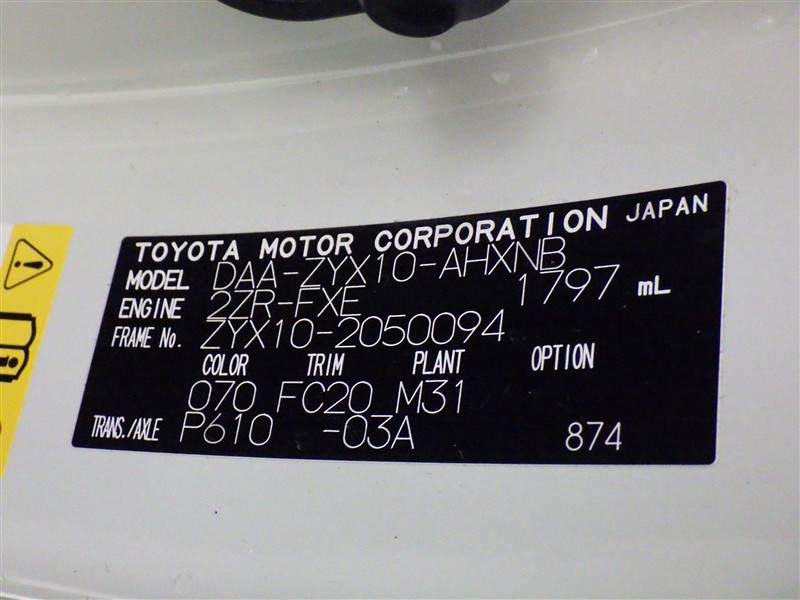 TOYOTA MOTOR CORPORATION JAPAN
MODEL DAA-ZYX10-AHXNB
ENGINE 2ZR-FXE 1797 mL
FRAME No. ZYX10-2050094
COLOR TRIM PLANT OPTION
070 FC20 M31
TRANS./AXLE P610 -03A 874